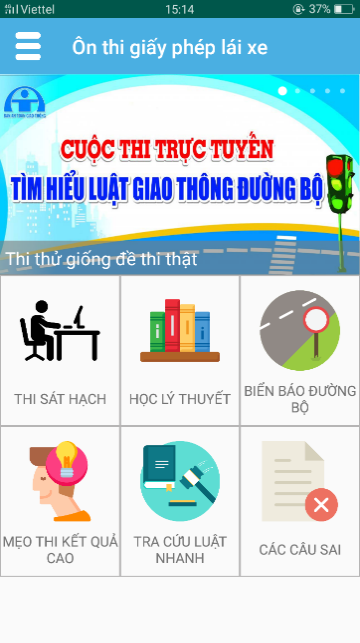 Viettel 15:14 37%
Ôn thi giấy phép lái xe
CUỘC THI TRỰC TUYẾN
TÌM HIỂU LUẬT GIAO THÔNG ĐƯỜNG BỘ
Thi thử giống đề thi thật
THI SÁT HẠCH
HỌC LÝ THUYẾT
BIỂN BÁO ĐƯỜNG
BỘ
MẸO THI KẾT QUẢ
CAO
TRA CỨU LUẬT
NHANH
CÁC CÂU SAI